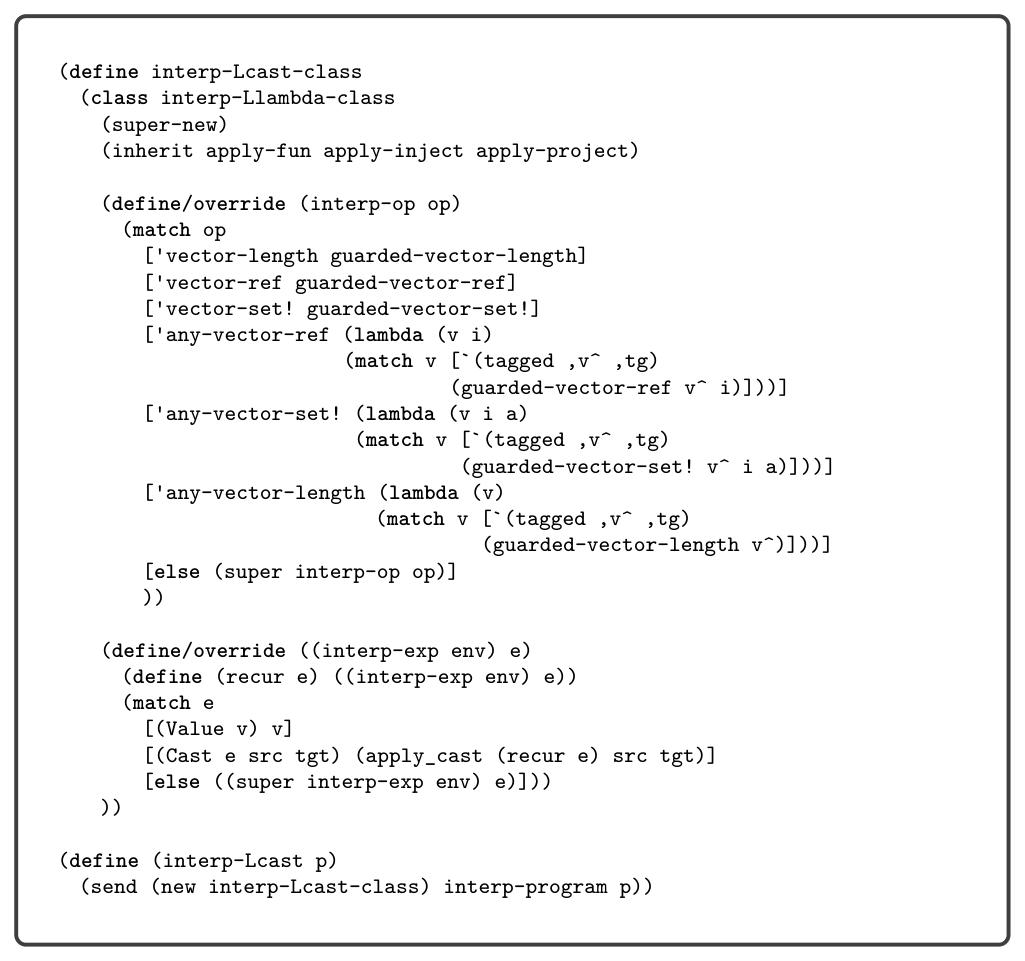 (define interp-Lcast-class
  (class interp-Llambda-class
    (super-new)
    (inherit apply-fun apply-inject apply-project)

    (define/override (interp-op op)
      (match op
        ['vector-length guarded-vector-length]
        ['vector-ref guarded-vector-ref]
        ['vector-set! guarded-vector-set!]
        ['any-vector-ref (lambda (v i)
                           (match v [`(tagged ,v^ ,tg)
                                     (guarded-vector-ref v^ i)]))]
        ['any-vector-set! (lambda (v i a)
                            (match v [`(tagged ,v^ ,tg)
                                      (guarded-vector-set! v^ i a)]))]
        ['any-vector-length (lambda (v)
                              (match v [`(tagged ,v^ ,tg)
                                        (guarded-vector-length v^)]))]
        [else (super interp-op op)]
        ))

    (define/override ((interp-exp env) e)
      (define (recur e) ((interp-exp env) e))
      (match e
        [(Value v) v]
        [(Cast e src tgt) (apply_cast (recur e) src tgt)]
        [else ((super interp-exp env) e)]))
    ))

(define (interp-Lcast p)
  (send (new interp-Lcast-class) interp-program p))